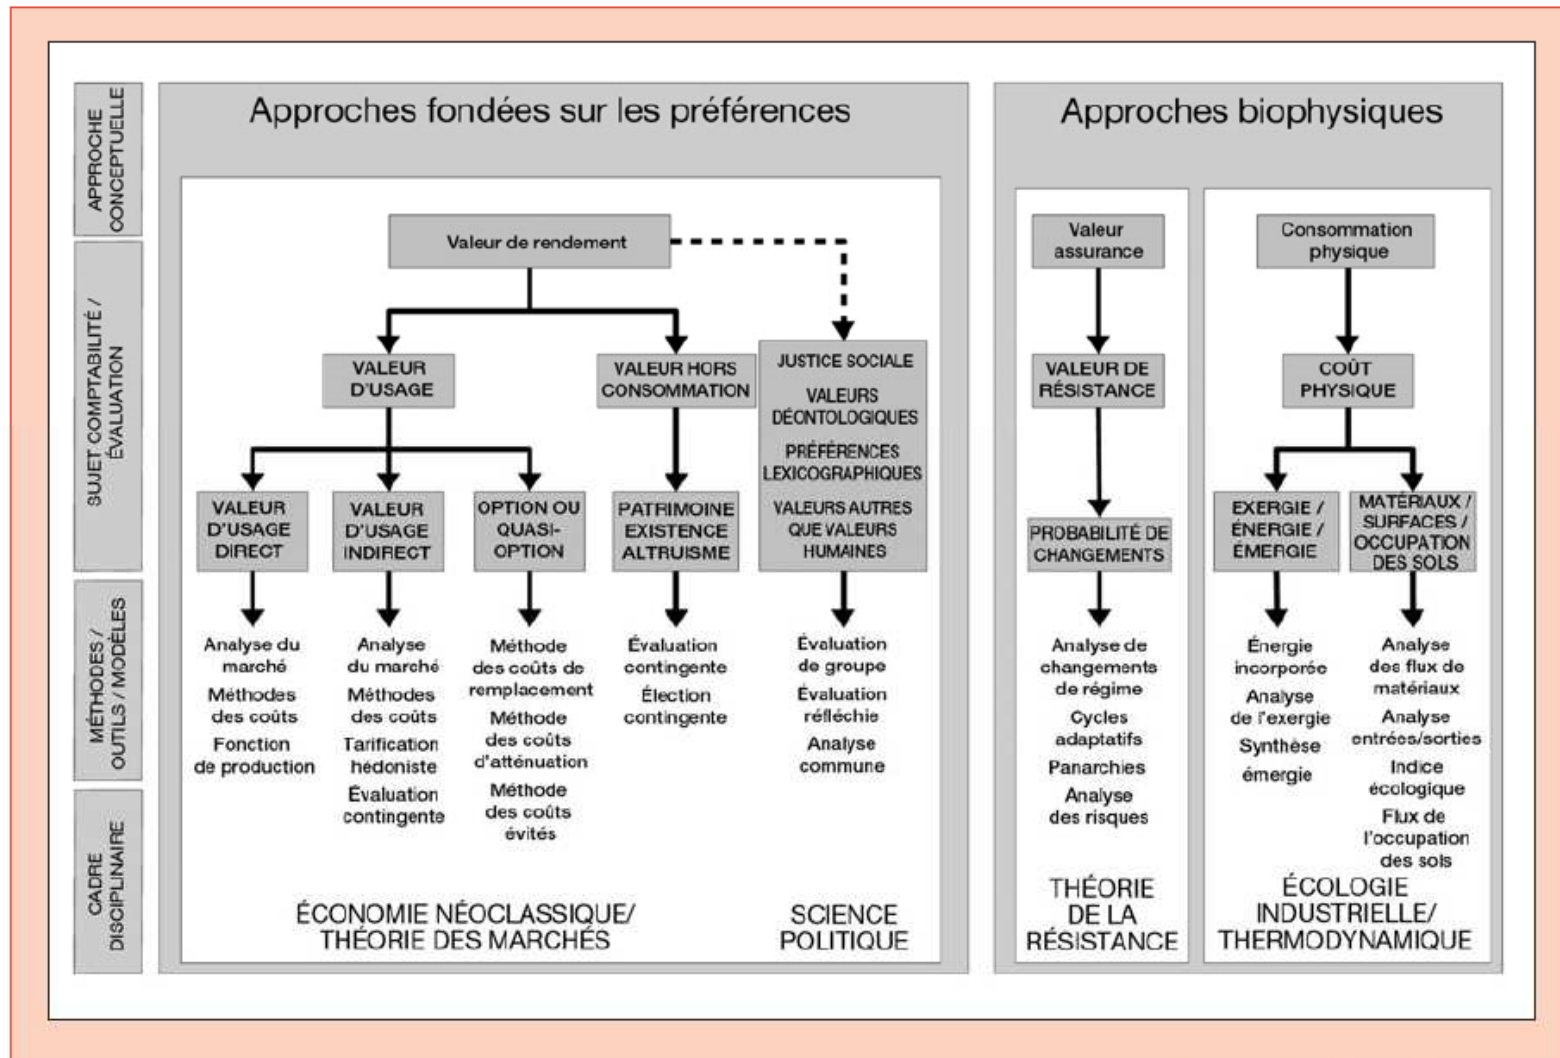 APPROCHE
CONCEPTUELLE
SUJET COMPTABILITÉ /
ÉVALUATION
MÉTHODES /
OUTILS / MODÈLES
CADRE
DISCIPLINAIRE
Approches fondées sur les préférences
Valeur de rendement
VALEUR
D'USAGE
VALEUR HORS
CONSOMMATION
JUSTICE SOCIALE
VALEURS
DÉONTOLOGIQUES
PRÉFÉRENCES
LEXICOGRAPHIQUES
VALEURS AUTRES
QUE VALEURS
HUMAINES
VALEUR
D'USAGE
DIRECT
VALEUR
D'USAGE
INDIRECT
OPTION OU
QUASI-
OPTION
PATRIMOINE
EXISTENCE
ALTRUISME
Analyse du
marché
Méthodes
des coûts
Fonction
de production
Analyse
du marché
Méthodes
des coûts
Tarification
hédoniste
Évaluation
contingente
Méthode
des coûts de
remplacement
Méthode
des coûts
d'atténuation
Méthode
des coûts
évités
Évaluation
contingente
Élection
contingente
Évaluation
de groupe
Évaluation
réfléchie
Analyse
commune
ÉCONOMIE NÉOCLASSIQUE/
THÉORIE DES MARCHÉS
SCIENCE
POLITIQUE
Approches biophysiques
Valeur
assurance
VALEUR DE
RÉSISTANCE
PROBABILITÉ DE
CHANGEMENTS
Analyse de
changements
de régime
Cycles
adaptatifs
Panarchies
Analyse
des risques
THÉORIE
DE LA
RÉSISTANCE
Consommation
physique
COÛT
PHYSIQUE
EXERGIE /
ÉNERGIE /
ÉMERGIE
MATÉRIAUX /
SURFACES /
OCCUPATION
DES SOLS
Énergie
incorporée
Analyse
de l'exergie
Synthèse
émergie
Analyse
des flux de
matériaux
Analyse
entrées/sorties
Indice
écologique
Flux de
l'occupation
des sols
ÉCOLOGIE
INDUSTRIELLE/
THERMODYNAMIQUE